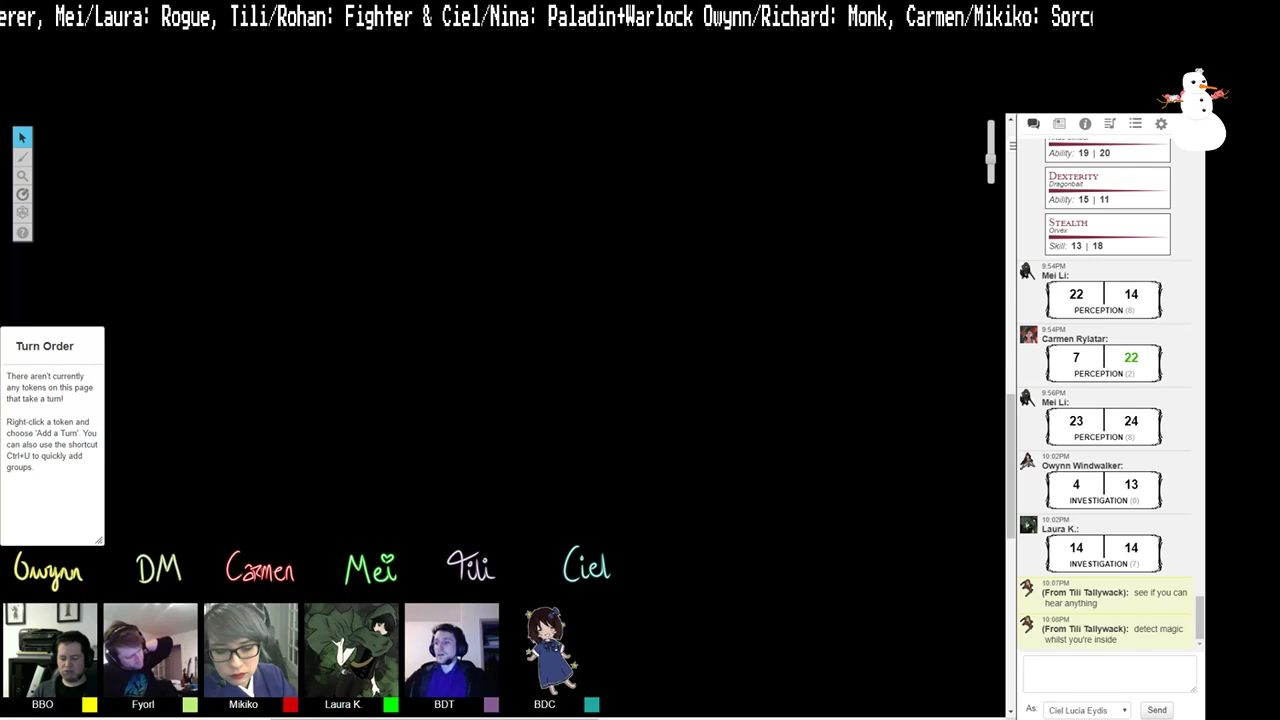 erer, Mei/Laura: Rogue, Tili/Rohan: Fighter & Ciel/Nina: Paladin+Warlock Owynn/Richard: Monk, Carmen/Mikiko: Sorc
Ability: 19 | 20
DEXTERITY
Dragonbait
Ability: 15 | 11
STEALTH
Orvex
Skill: 13 | 18
9:54PM
Mei Li:
22 14
PERCEPTION (8)
9:54PM
Carmen Rylatar:
7 22
PERCEPTION (2)
9:56PM
Mei Li:
23 24
PERCEPTION (8)
10:02PM
Owynn Windwalker:
4 13
INVESTIGATION (0)
10:02PM
Laura K.:
14 14
INVESTIGATION (7)
10:07PM
(From Tili Tallywack): see if you can
hear anything
10:08PM
(From Tili Tallywack): detect magic
whilst you're inside
As: Ciel Lucia Eydis Send
Turn Order
There aren't currently
any tokens on this page
that take a turn!
Right-click a token and
choose 'Add a Turn'. You
can also use the shortcut
Ctrl+U to quickly add
groups.
Owynn DM Carmen Mei Tili Ciel
BBO Fyorl Mikiko Laura K. BDT BDC